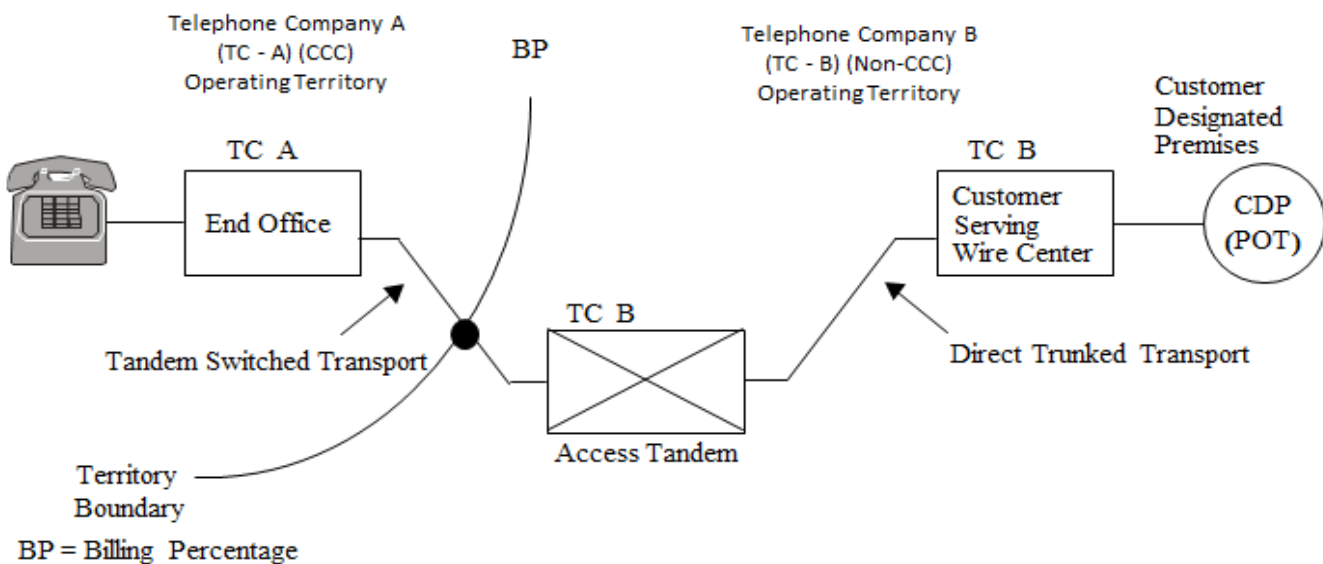 Telephone Company A
(TC - A) (CCC)
Operating Territory
BP
Telephone Company B
(TC - B) (Non-CCC)
Operating Territory
Customer
Designated
Premises
TC A
End Office
TC B
Customer
Serving
Wire Center
CDP
(POT)
Tandem Switched Transport
TC B
Access Tandem
Direct Trunked Transport
Territory
Boundary
BP = Billing Percentage